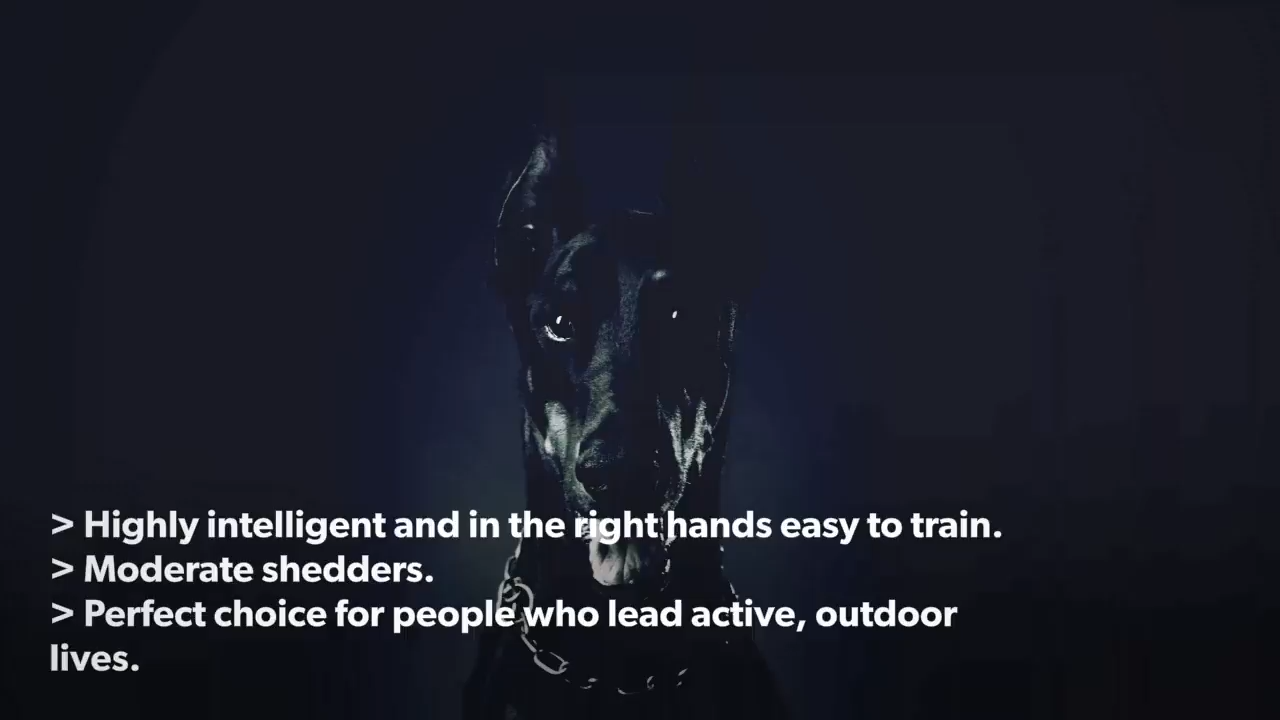 > Highly intelligent and in the right hands easy to train.
> Moderate shedders.
> Perfect choice for people who lead active, outdoor
lives.